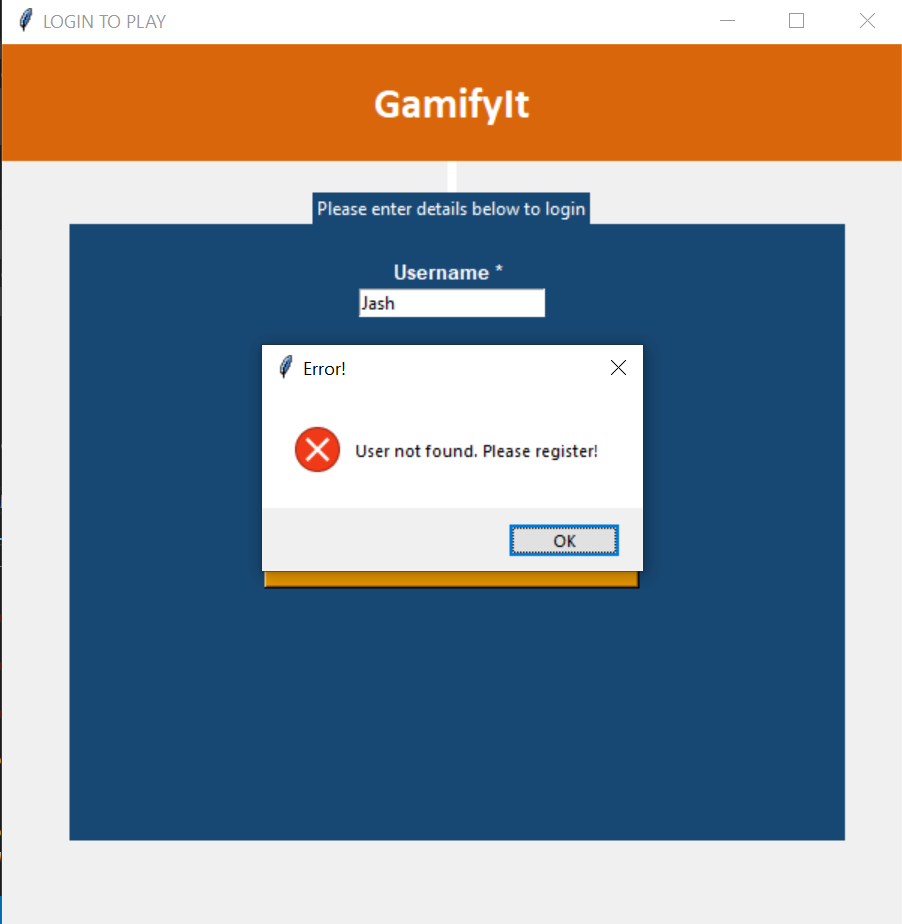 LOGIN TO PLAY
GamifyIt
Please enter details below to login
Username *
Jash
Error!
User not found. Please register!
OK